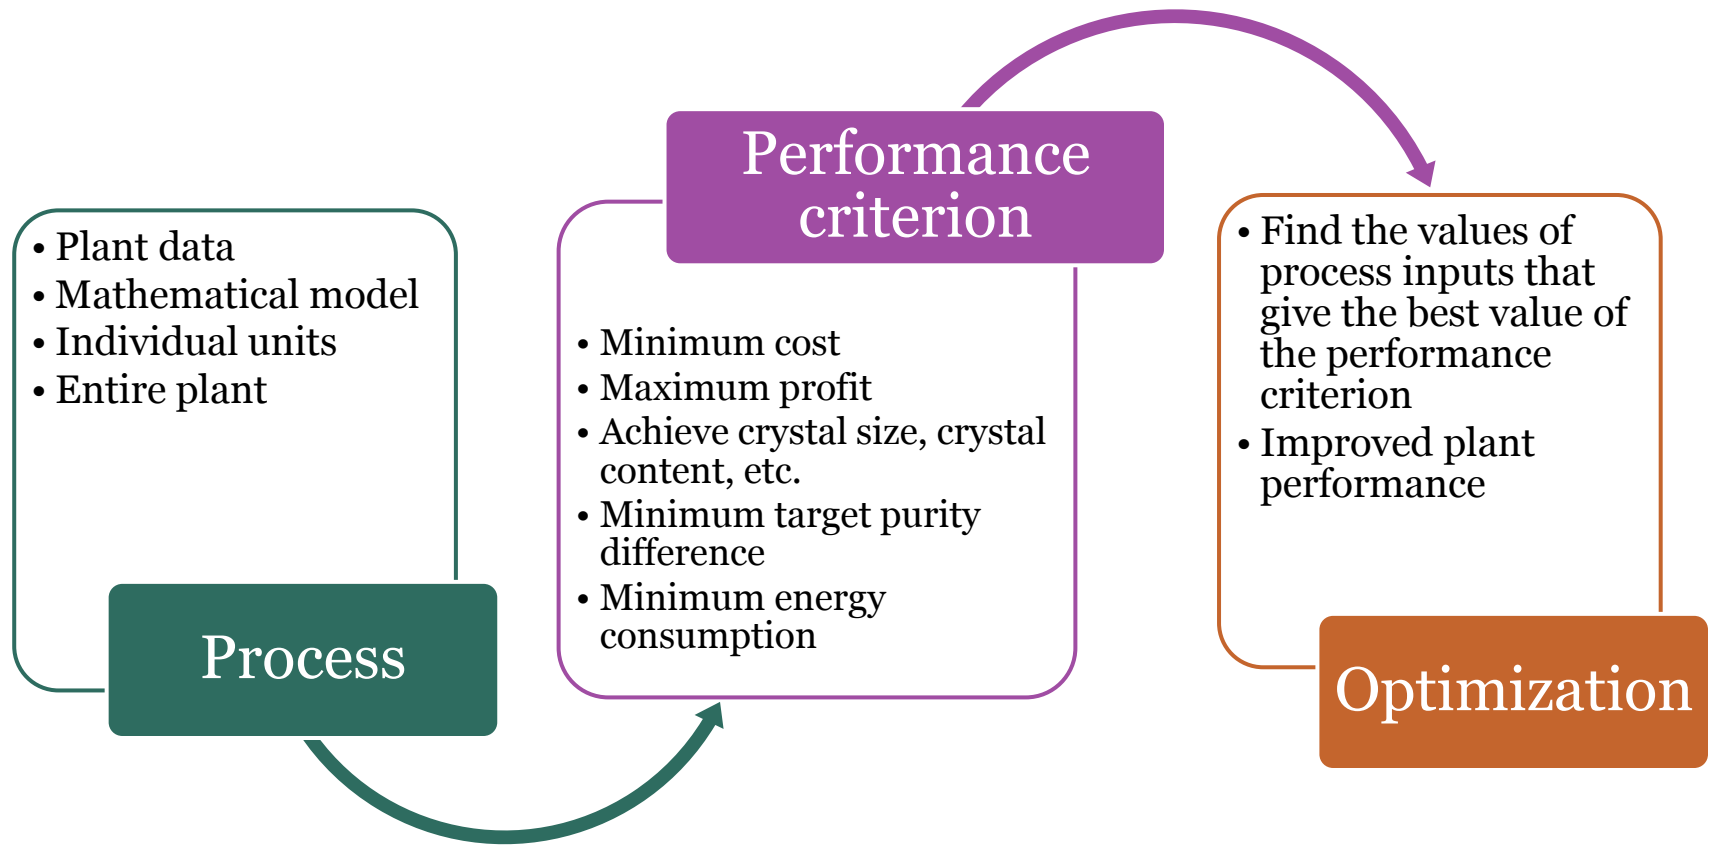 • Plant data
• Mathematical model
• Individual units
• Entire plant
Process
Performance
criterion
• Minimum cost
• Maximum profit
• Achieve crystal size, crystal
content, etc.
• Minimum target purity
difference
• Minimum energy
consumption
• Find the values of
process inputs that
give the best value of
the performance
criterion
• Improved plant
performance
Optimization